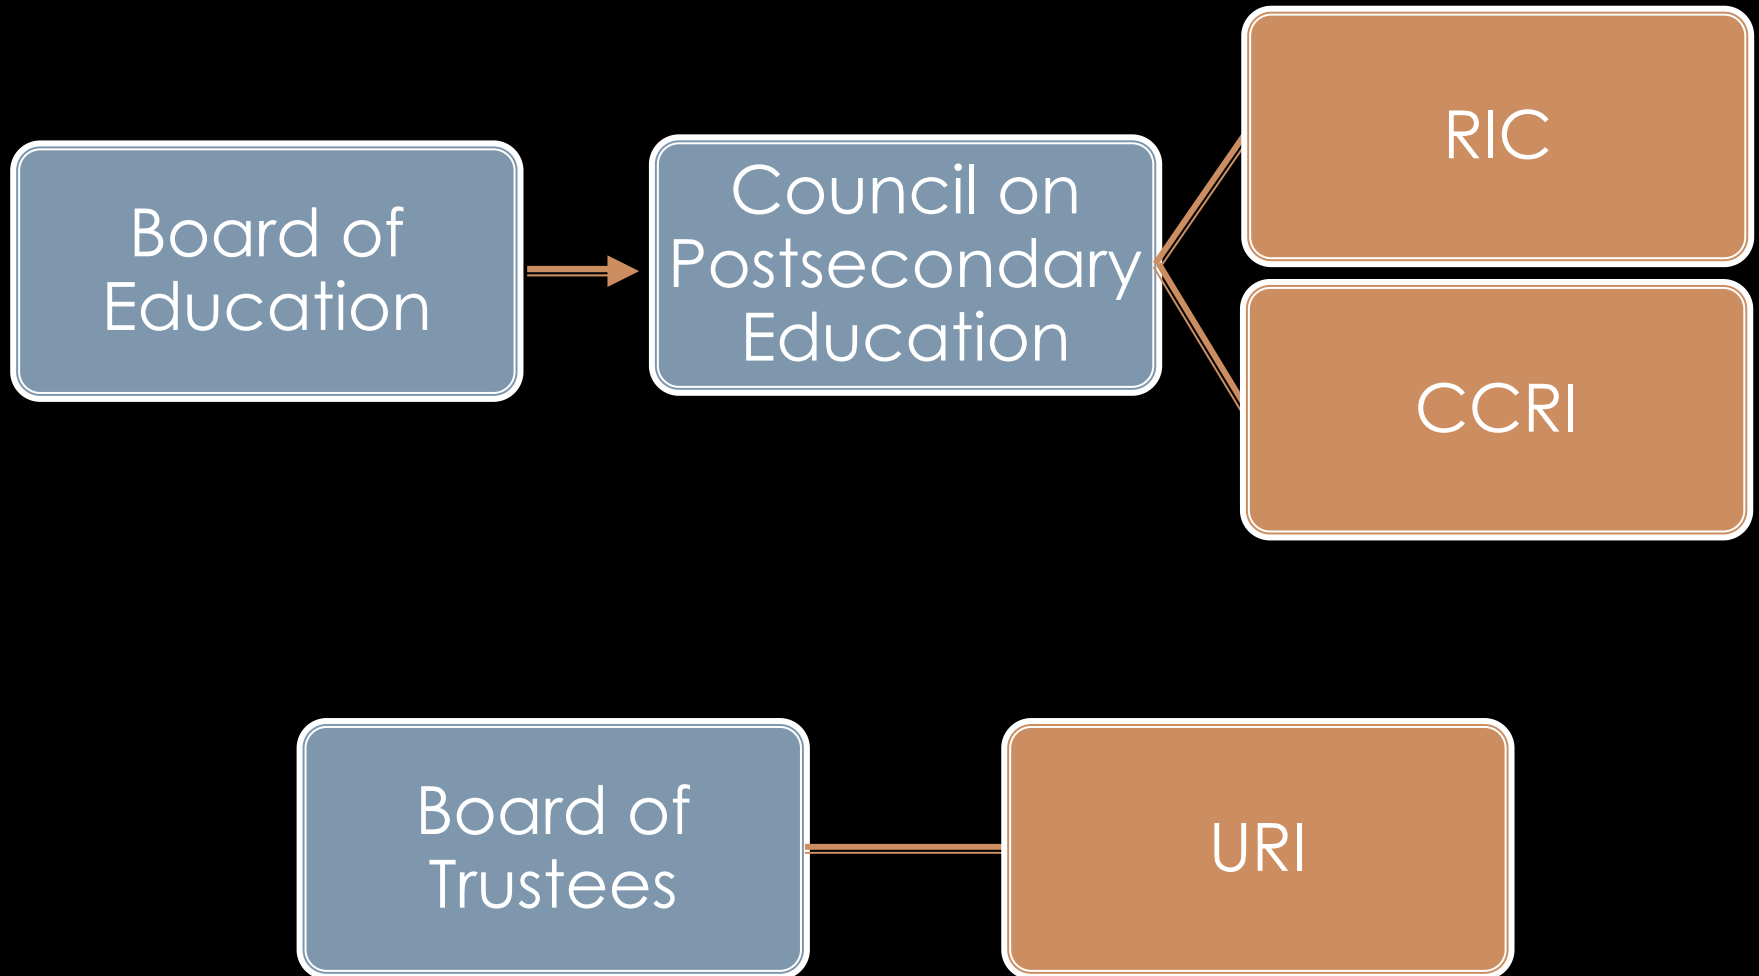 Board of
Education
Council on
Postsecondary
Education
RIC
CCRI
Board of
Trustees
URI